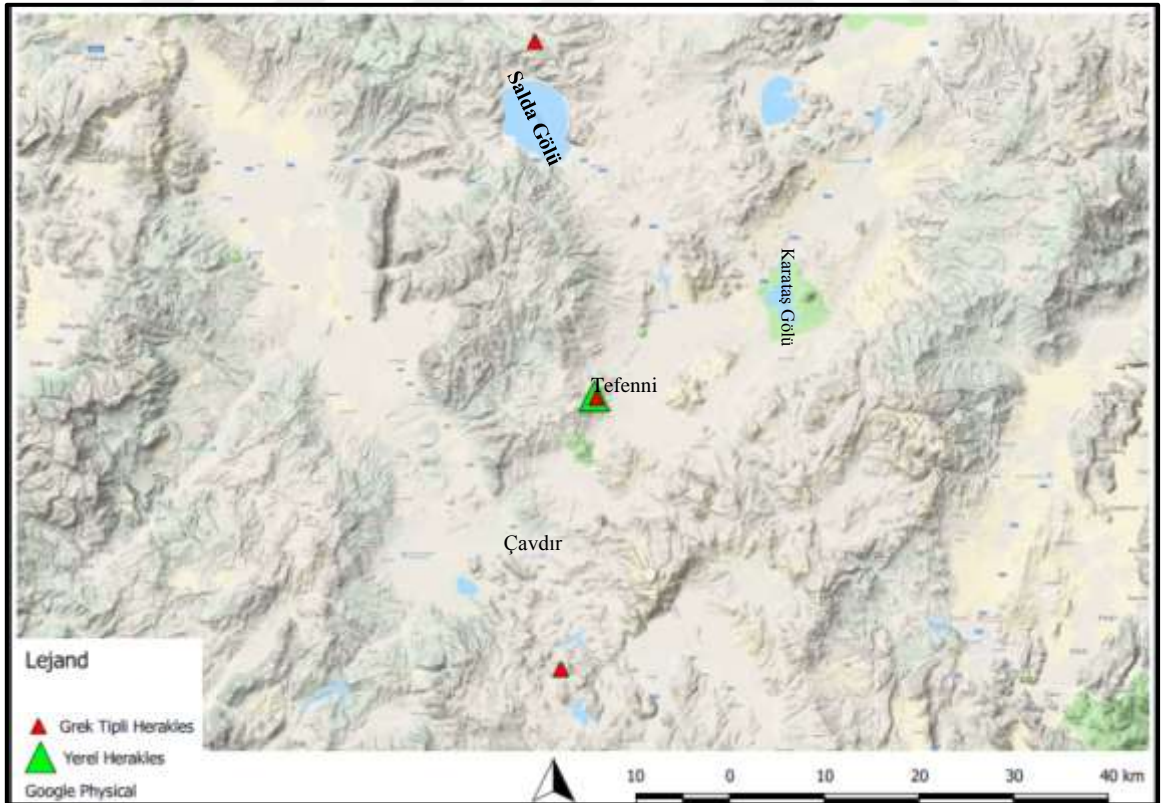 Salda Gölü
Karataş Gölü
Tefenni
Çavdır
Lejand
Grek Tipli Herakles
Yerel Herakles
Google Physical
10 0 10 20 30 40 km